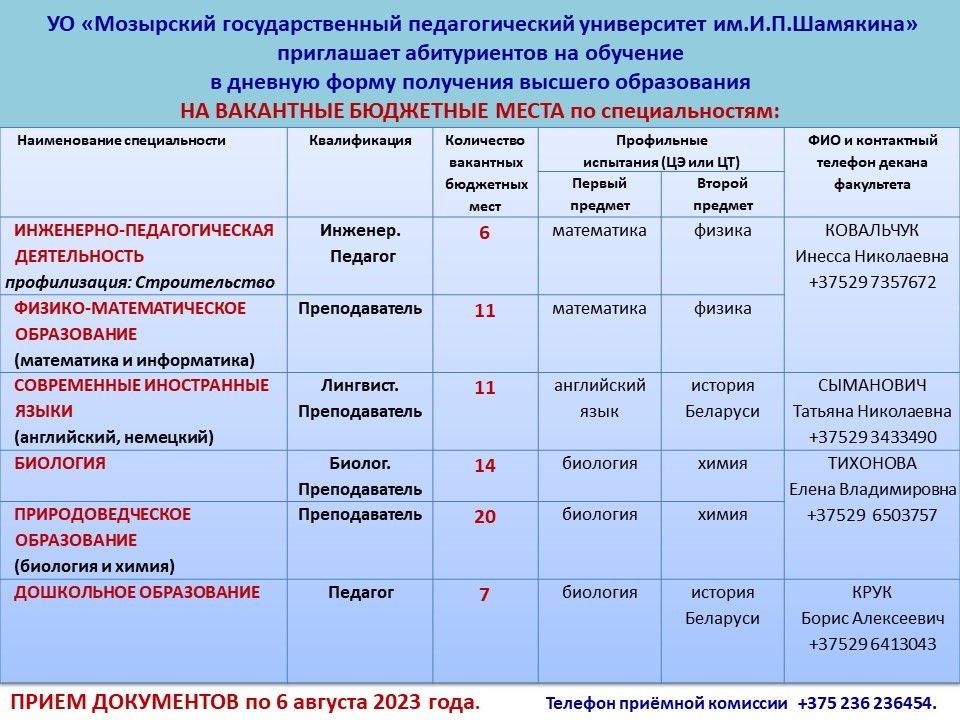 УО «Мозырский государственный педагогический университет им.И.П.Шамякина»
приглашает абитуриентов на обучение
в дневную форму получения высшего образования
НА ВАКАНТНЫЕ БЮДЖЕТНЫЕ МЕСТА по специальностям:
Наименование специальности
Квалификация
Количество
вакантных
бюджетных
мест
Профильные
испытания (ЦЭ или ЦТ)
Первый
предмет
Второй
предмет
ФИО и контактный
телефон декана
факультета
ИНЖЕНЕРНО-ПЕДАГОГИЧЕСКАЯ
ДЕЯТЕЛЬНОСТЬ
профилизация: Строительство
Инженер.
Педагог
6
математика
физика
КОВАЛЬЧУК
Инесса Николаевна
+37529 7357672
ФИЗИКО-МАТЕМАТИЧЕСКОЕ
ОБРАЗОВАНИЕ
(математика и информатика)
Преподаватель
11
математика
физика
СОВРЕМЕННЫЕ ИНОСТРАННЫЕ
ЯЗЫКИ
(английский, немецкий)
Лингвист.
Преподаватель
11
английский
язык
история
Беларуси
СЫМАНОВИЧ
Татьяна Николаевна
+37529 3433490
БИОЛОГИЯ
Биолог.
Преподаватель
14
биология
химия
ТИХОНОВА
Елена Владимировна
+37529 6503757
ПРИРОДОВЕДЧЕСКОЕ
ОБРАЗОВАНИЕ
(биология и химия)
Преподаватель
20
биология
химия
ДОШКОЛЬНОЕ ОБРАЗОВАНИЕ
Педагог
7
биология
история
Беларуси
КРУК
Борис Алексеевич
+37529 6413043
ПРИЕМ ДОКУМЕНТОВ по 6 августа 2023 года.
Телефон приёмной комиссии +375 236 236454.